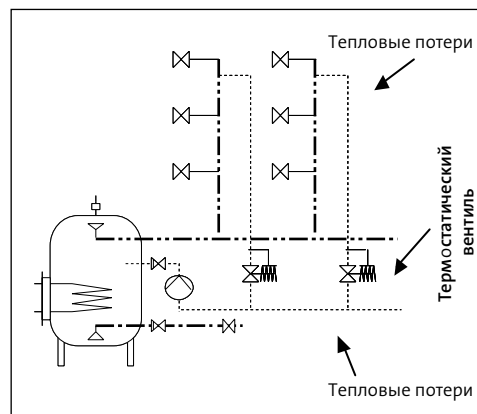 Тепловые потери
Термостатический
вентиль
Тепловые потери